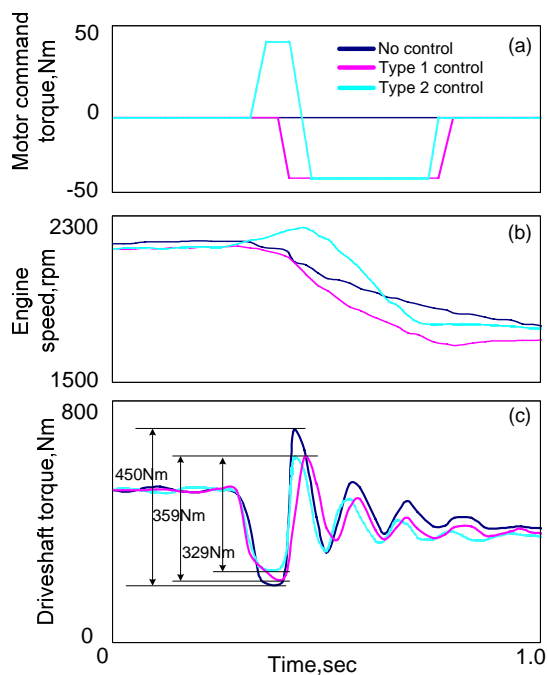 50
0
-50
Motor command
torque,Nm
(a)
No control
Type 1 control
Type 2 control
2300
1500
Engine
speed,rpm
(b)
800
0
Driveshaft torque,Nm
(c)
450Nm
359Nm
329Nm
0
Time,sec
1.0